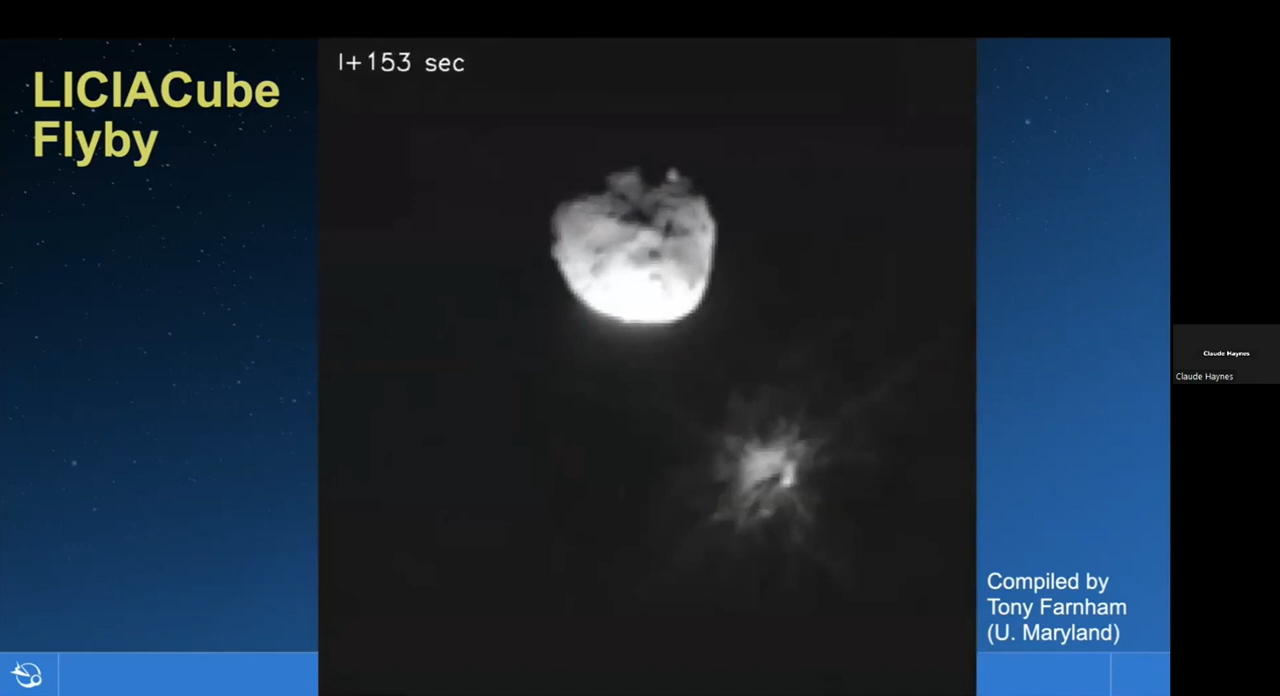 LICIACube
Flyby
I+153 sec
Compiled by
Tony Farnham
(U. Maryland)
Claude Haynes
Claude Haynes